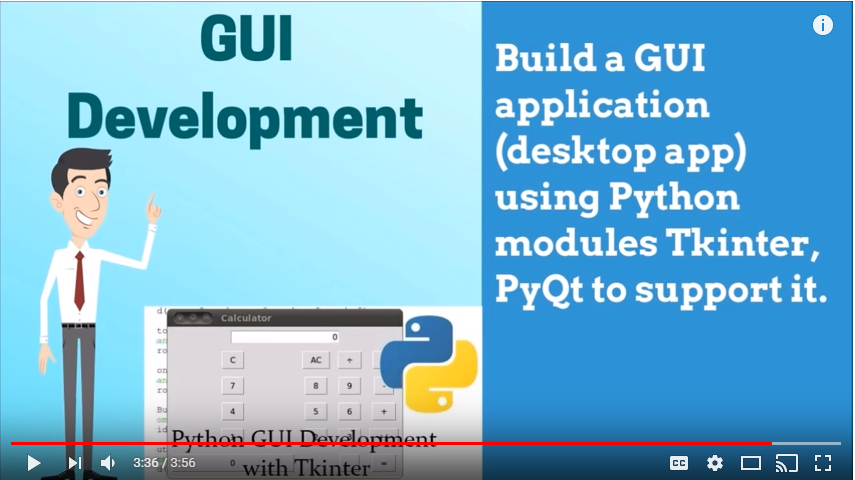 GUI
Development
Build a GUI
application
(desktop app)
using Python
modules Tkinter,
PyQt to support it.
Calculator
0
C AC ÷
7 8 9 -
4 5 6 +
Python GUI Development
with Tkinter
3:36 / 3:56
CC